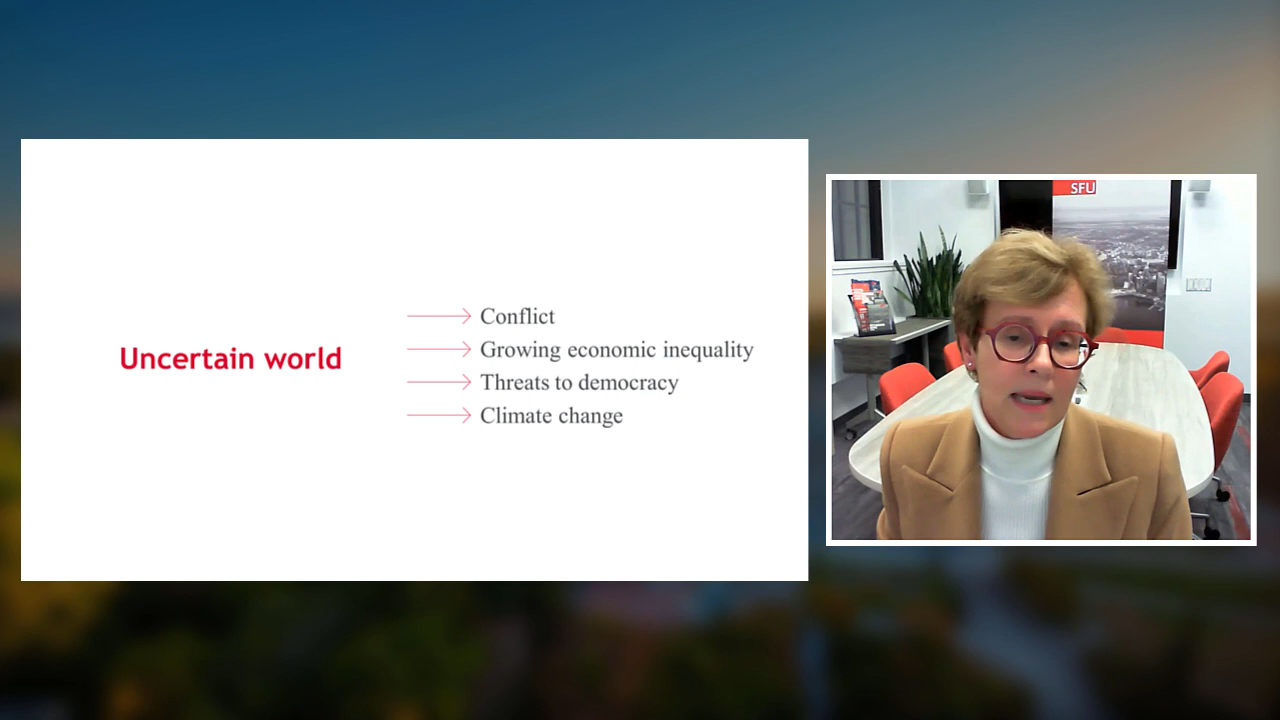 Uncertain world
Conflict
Growing economic inequality
Threats to democracy
Climate change
SFU